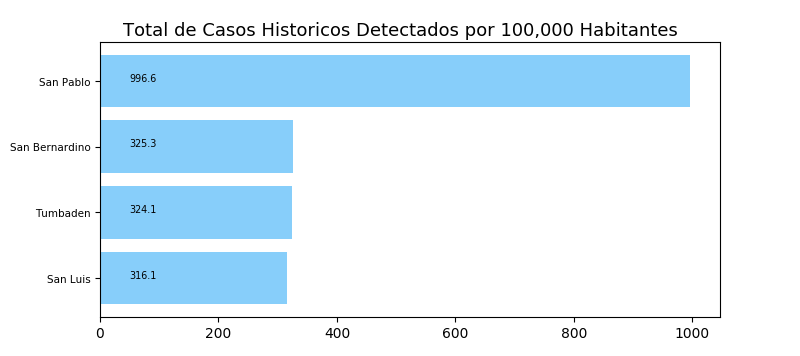 Total de Casos Historicos Detectados por 100,000 Habitantes
San Pablo 996.6
San Bernardino 325.3
Tumbaden 324.1
San Luis 316.1
0 200 400 600 800 1000